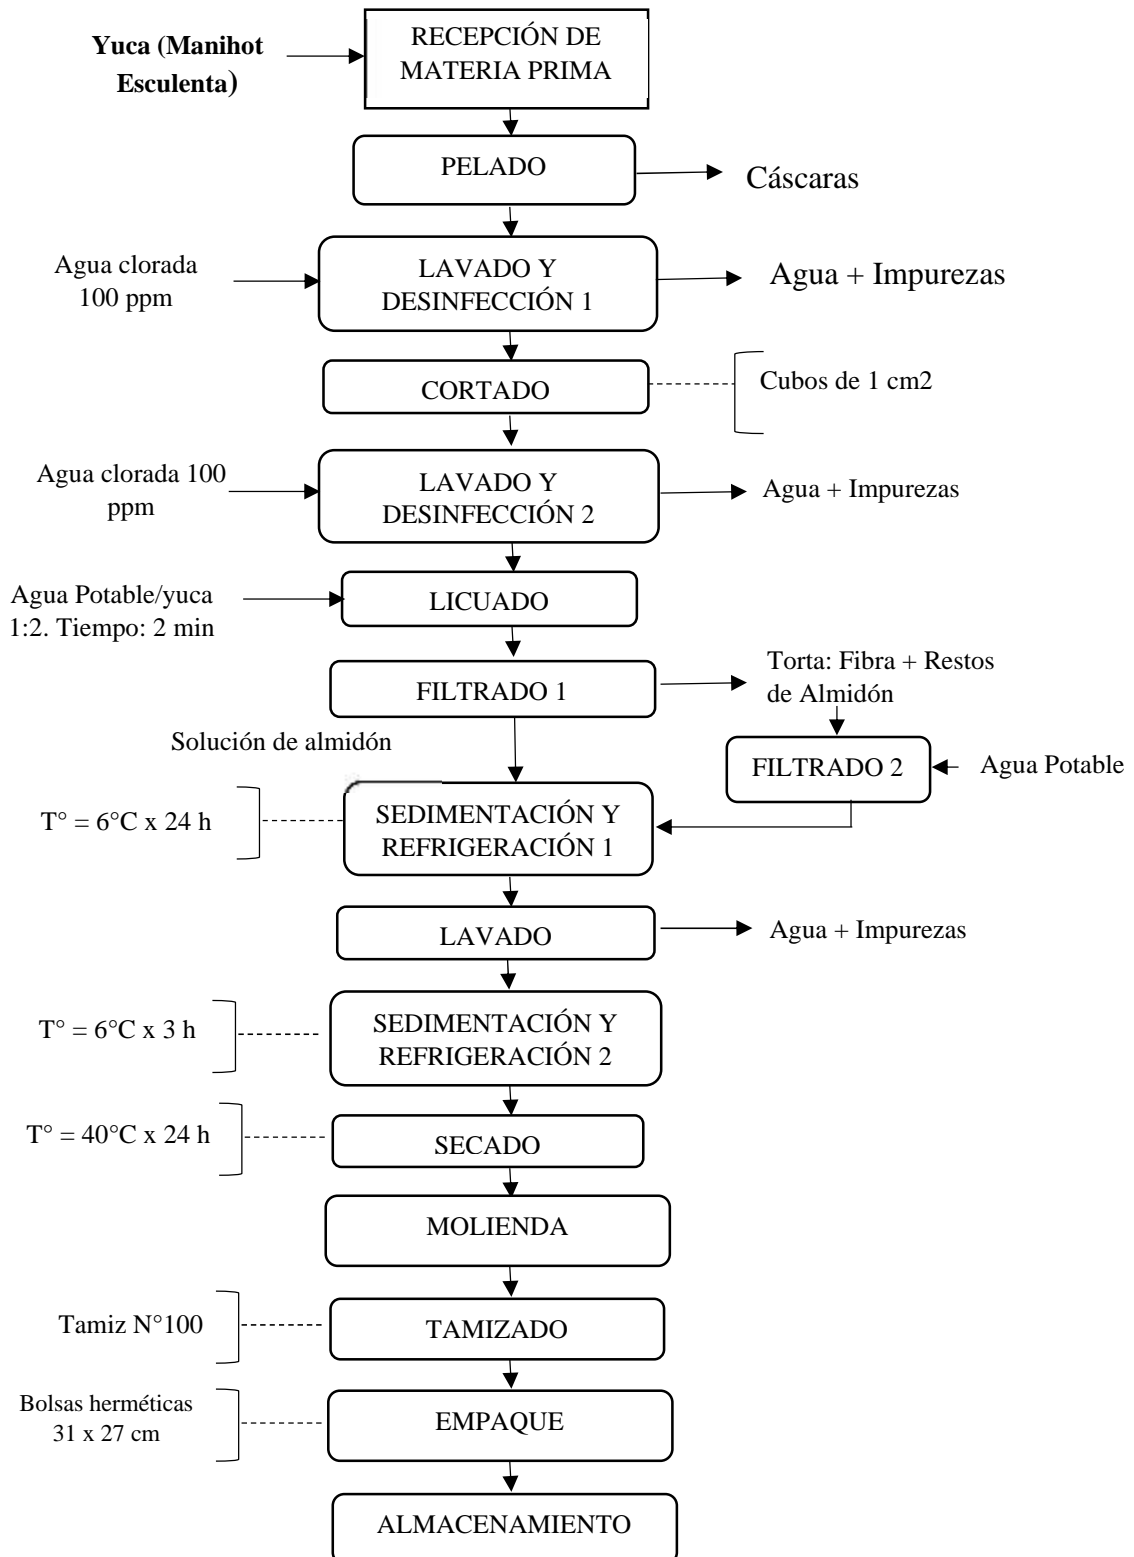 Yuca (Manihot
Esculenta)
RECEPCIÓN DE
MATERIA PRIMA
PELADO
Cáscaras
Agua clorada
100 ppm
LAVADO Y
DESINFECCIÓN 1
Agua + Impurezas
CORTADO
Cubos de 1 cm2
Agua clorada 100
ppm
LAVADO Y
DESINFECCIÓN 2
Agua + Impurezas
Agua Potable/yuca
1:2. Tiempo: 2 min
LICUADO
FILTRADO 1
Torta: Fibra + Restos
de Almidón
Solución de almidón
FILTRADO 2
Agua Potable
T° = 6°C x 24 h
SEDIMENTACIÓN Y
REFRIGERACIÓN 1
LAVADO
Agua + Impurezas
T° = 6°C x 3 h
SEDIMENTACIÓN Y
REFRIGERACIÓN 2
T° = 40°C x 24 h
SECADO
MOLIENDA
Tamiz N°100
TAMIZADO
Bolsas herméticas
31 x 27 cm
EMPAQUE
ALMACENAMIENTO